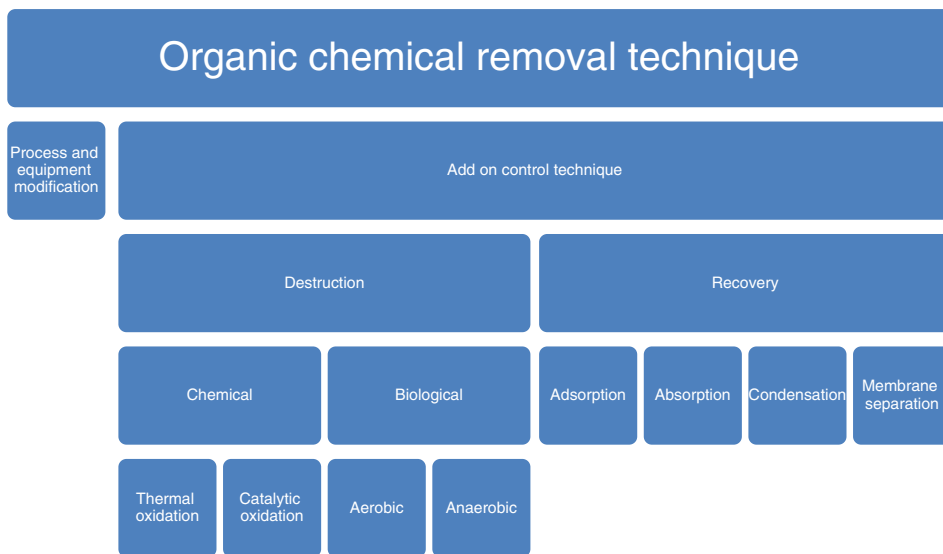 Organic chemical removal technique
Process and
equipment
modification
Add on control technique
Destruction
Recovery
Chemical
Biological
Adsorption
Absorption
Condensation
Membrane
separation
Thermal
oxidation
Catalytic
oxidation
Aerobic
Anaerobic